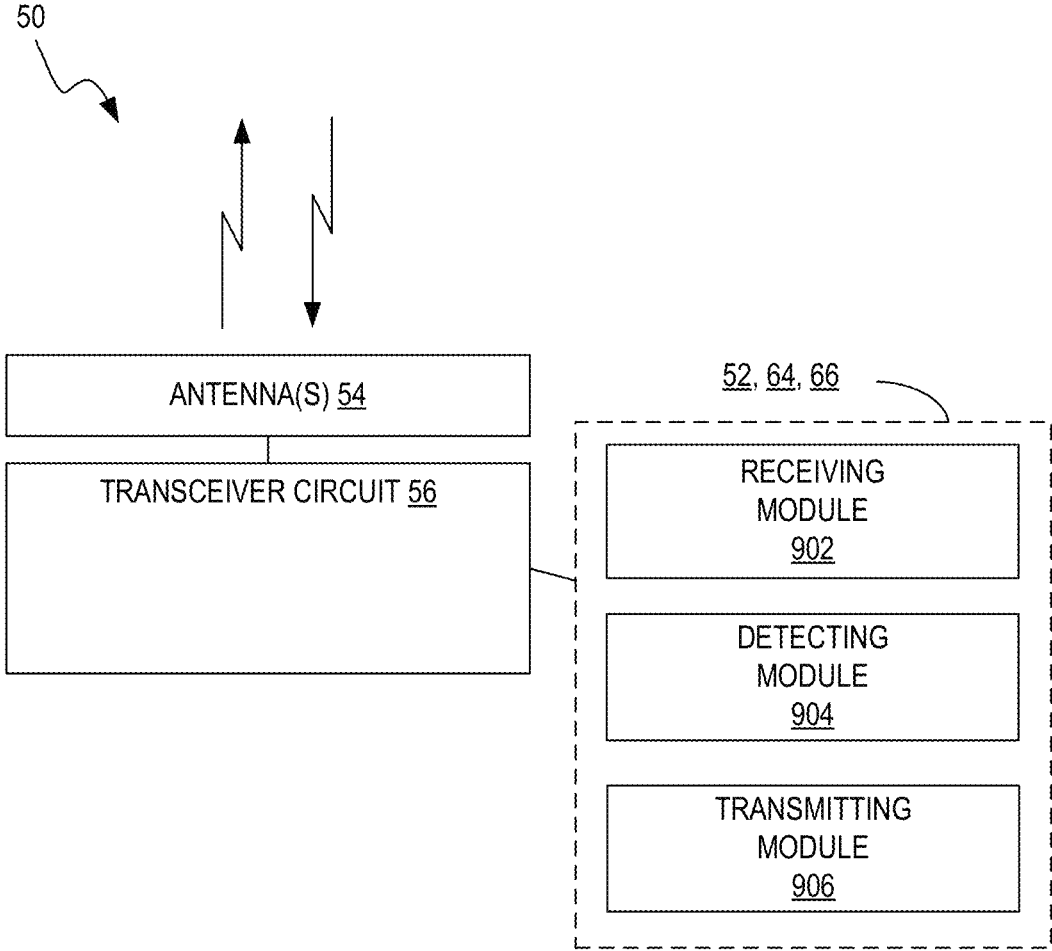 50
ANTENNA(S) 54
52, 64, 66
TRANSCEIVER CIRCUIT 56
RECEIVING
MODULE
902
DETECTING
MODULE
904
TRANSMITTING
MODULE
906